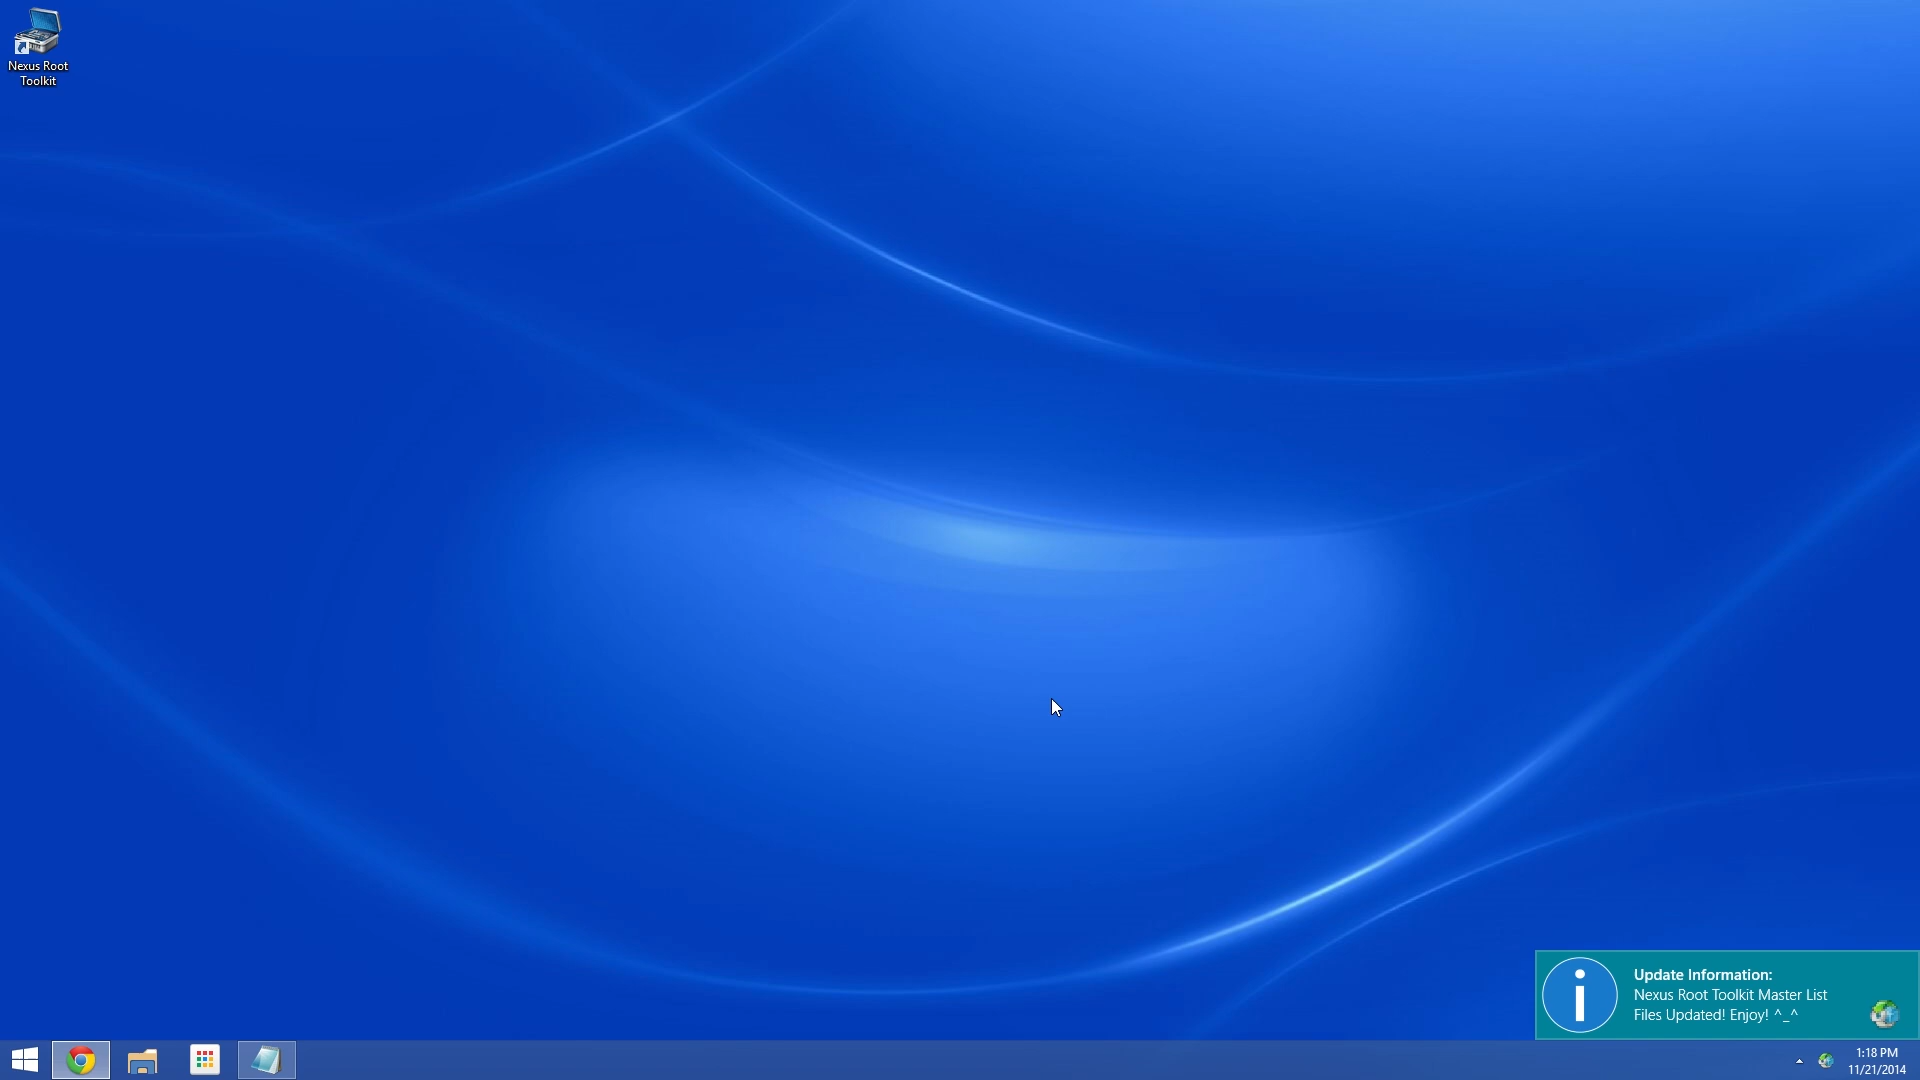 Nexus Root
Toolkit
Update Information:
Nexus Root Toolkit Master List
Files Updated! Enjoy! ^_^
1:18 PM
11/21/2014